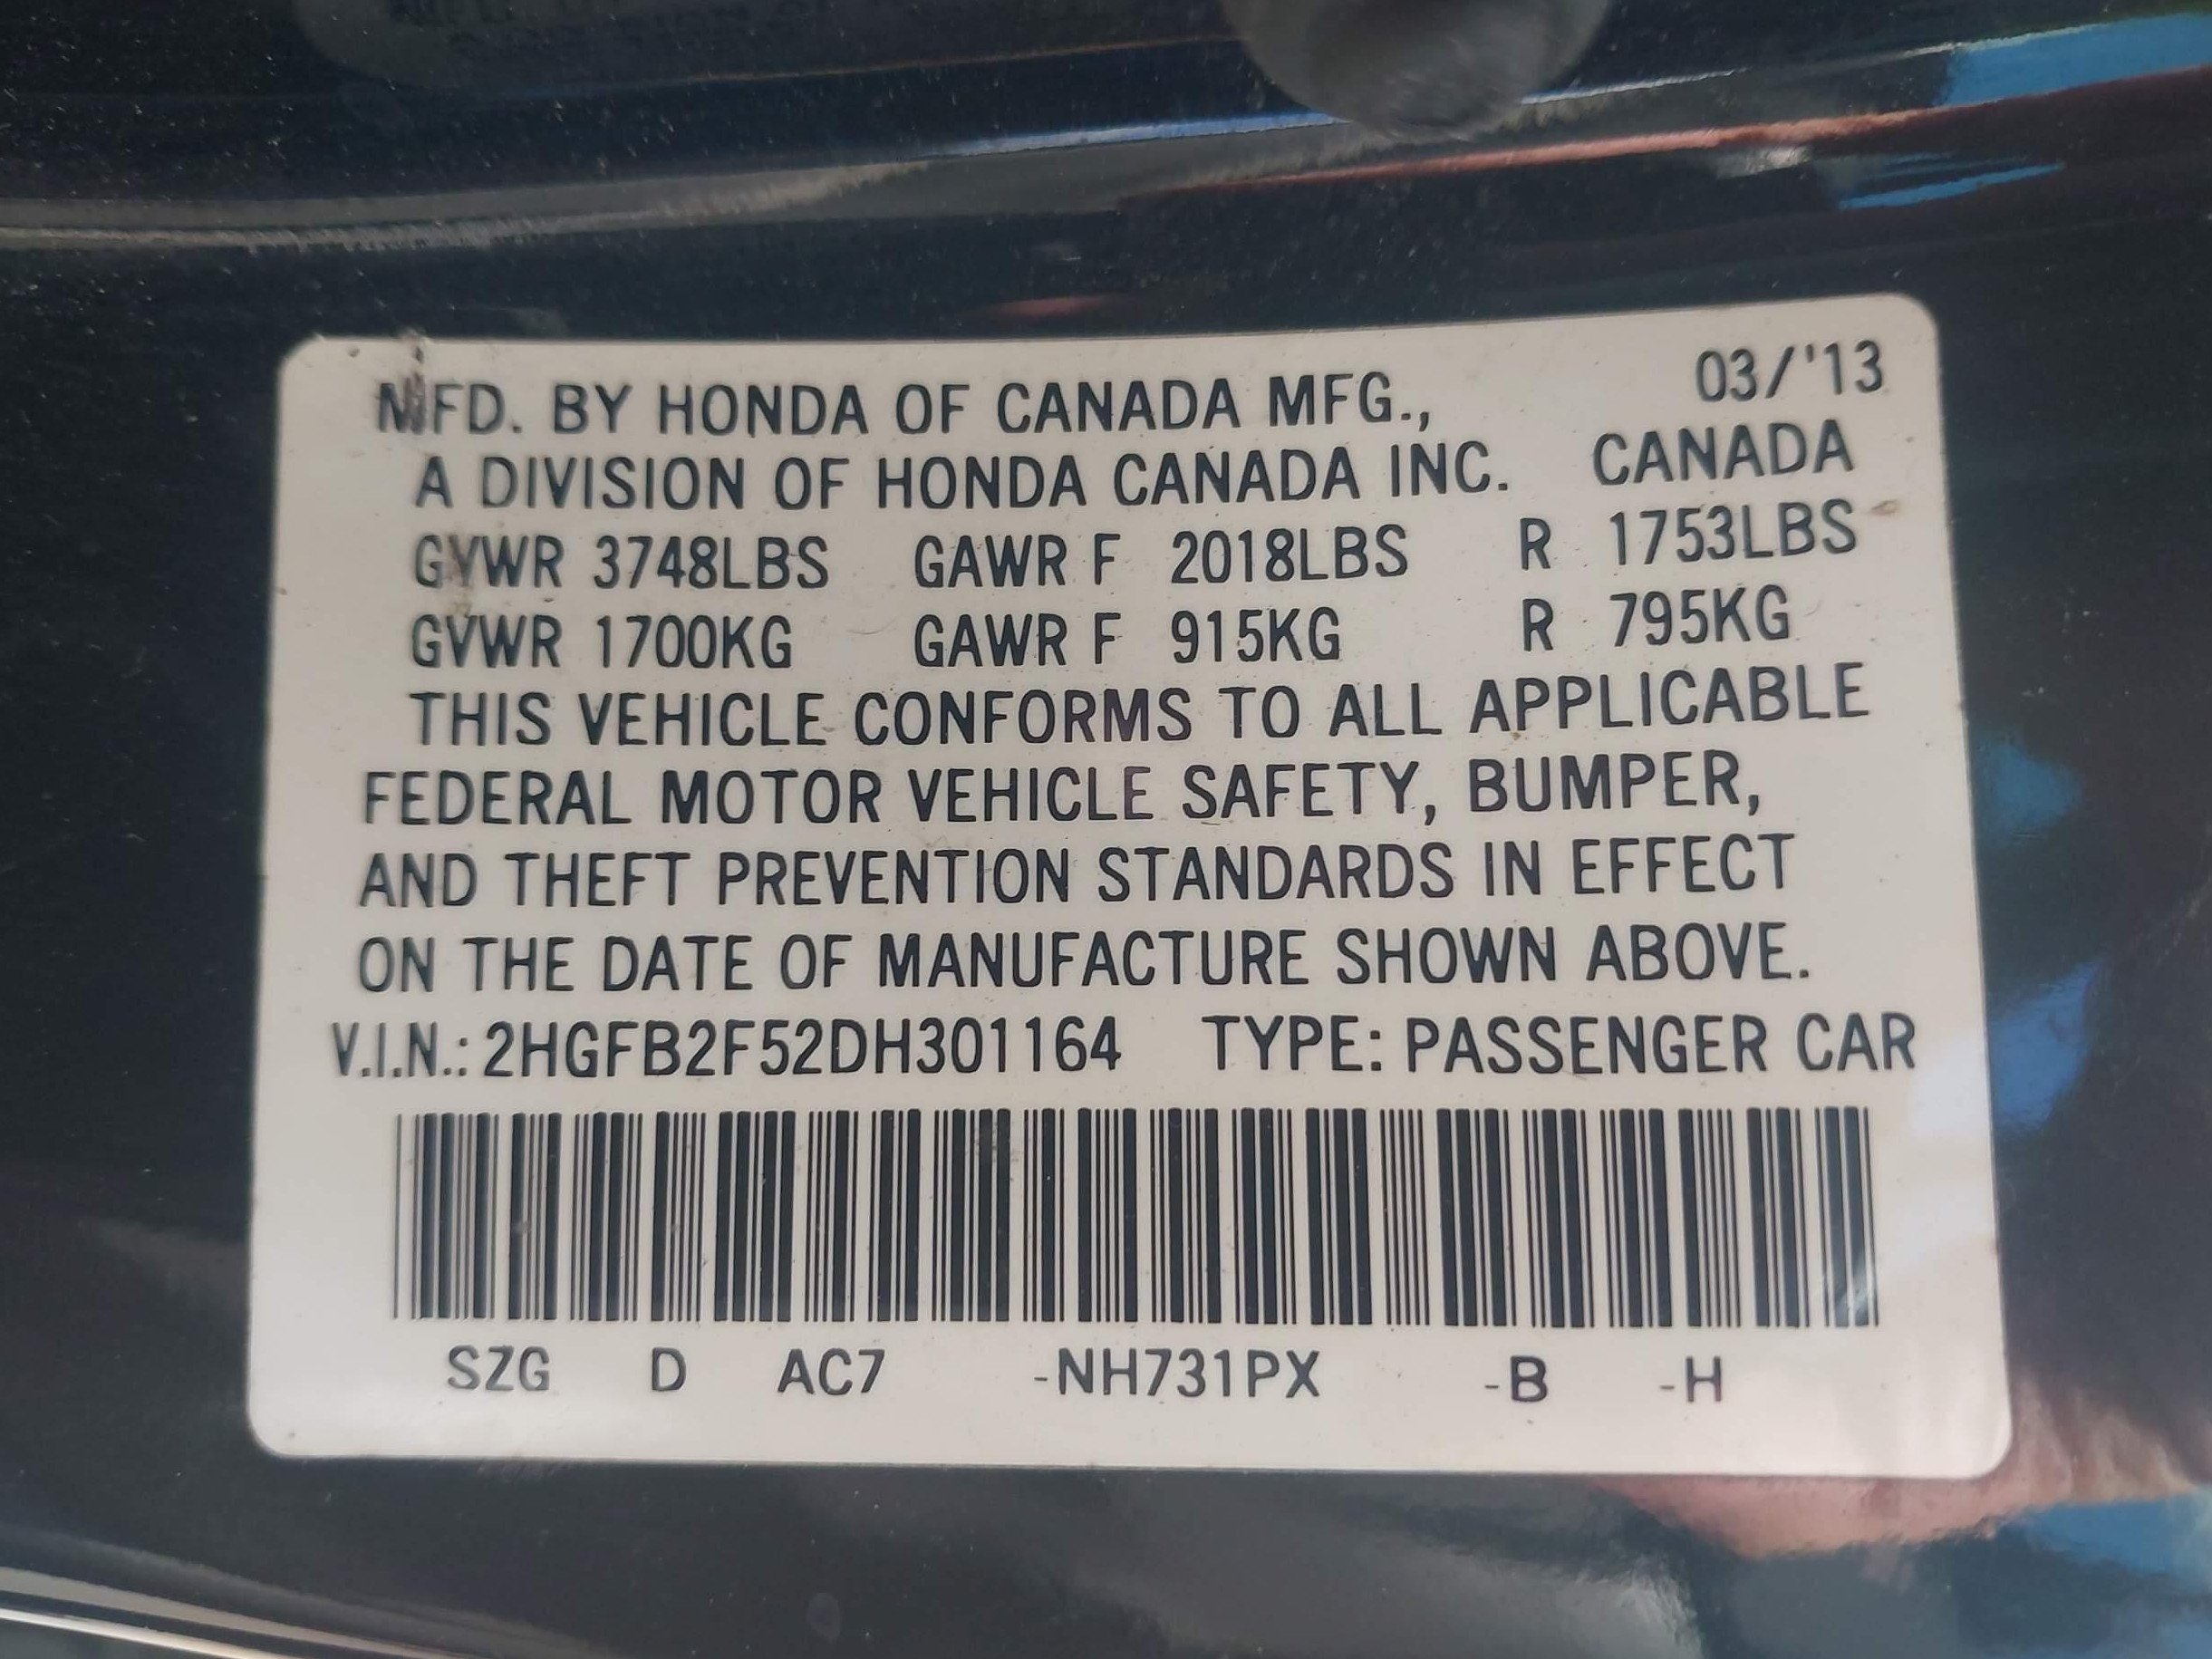 MFD. BY HONDA OF CANADA MFG., 03/'13
A DIVISION OF HONDA CANADA INC. CANADA
GVWR 3748LBS GAWR F 2018LBS R 1753LBS
GVWR 1700KG GAWR F 915KG R 795KG
THIS VEHICLE CONFORMS TO ALL APPLICABLE
FEDERAL MOTOR VEHICLE SAFETY, BUMPER,
AND THEFT PREVENTION STANDARDS IN EFFECT
ON THE DATE OF MANUFACTURE SHOWN ABOVE.
V.I.N.: 2HGFB2F52DH301164 TYPE: PASSENGER CAR
SZG D AC7 -NH731PX -B -H